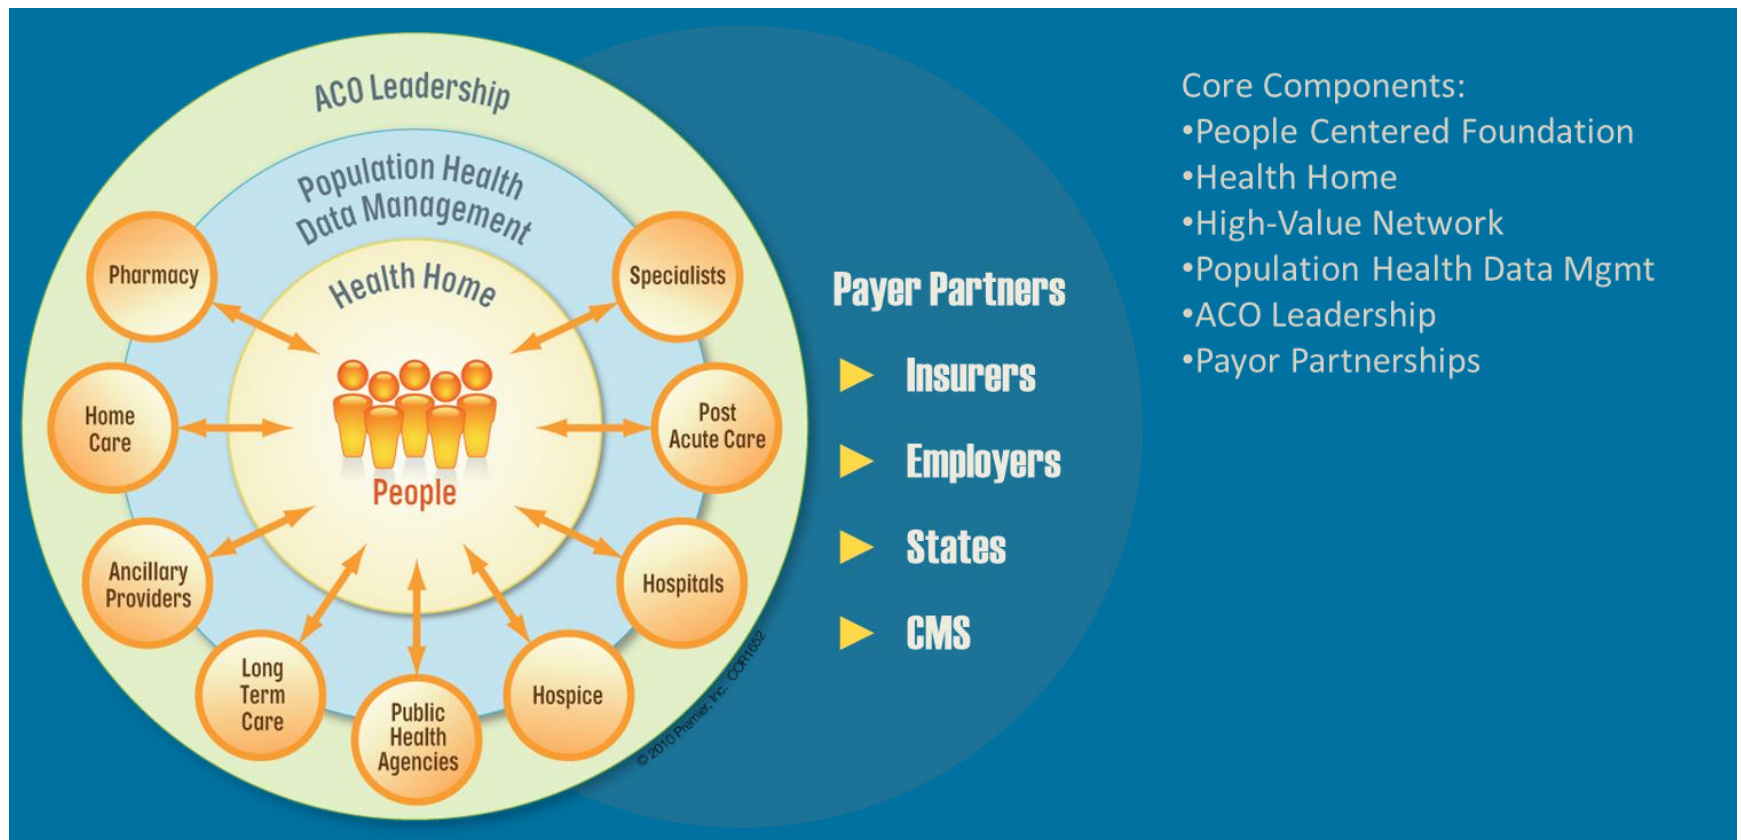 ACO Leadership
Population Health
Data Management
Health Home
Pharmacy
Specialists
Home
Care
Post
Acute Care
People
Ancillary
Providers
Hospitals
Long
Term
Care
Public
Health
Agencies
Hospice
© 2010 Premier, Inc. COR1652
Payer Partners
Insurers
Employers
States
CMS
Core Components:
•People Centered Foundation
•Health Home
•High-Value Network
•Population Health Data Mgmt
•ACO Leadership
•Payor Partnerships